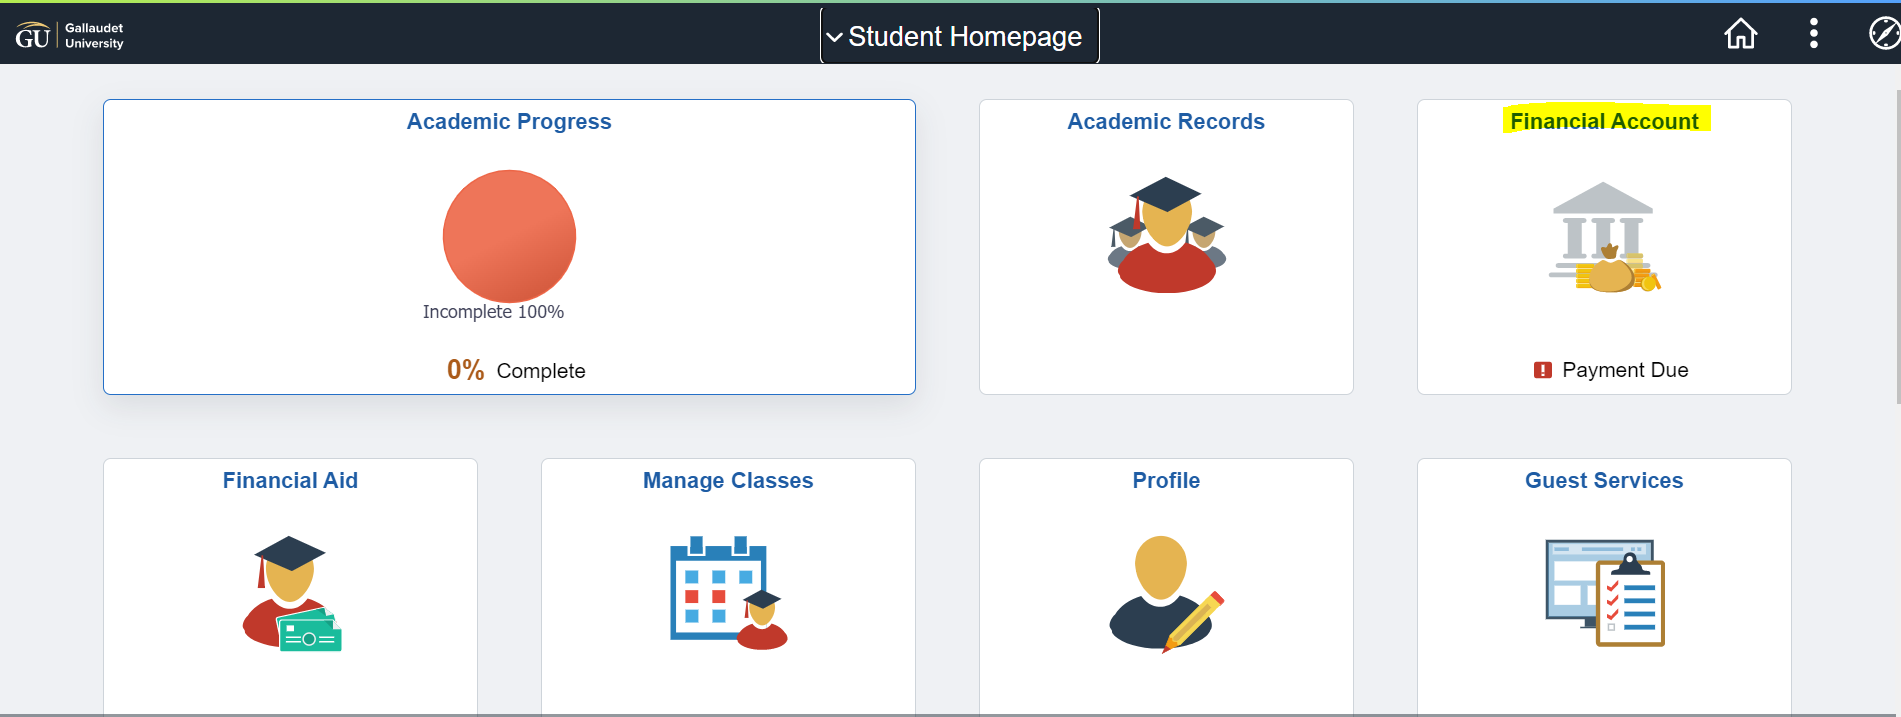 GU
Gallaudet
University
Student Homepage
Academic Progress
Incomplete 100%
0% Complete
Academic Records
Financial Account
Payment Due
Financial Aid
Manage Classes
Profile
Guest Services